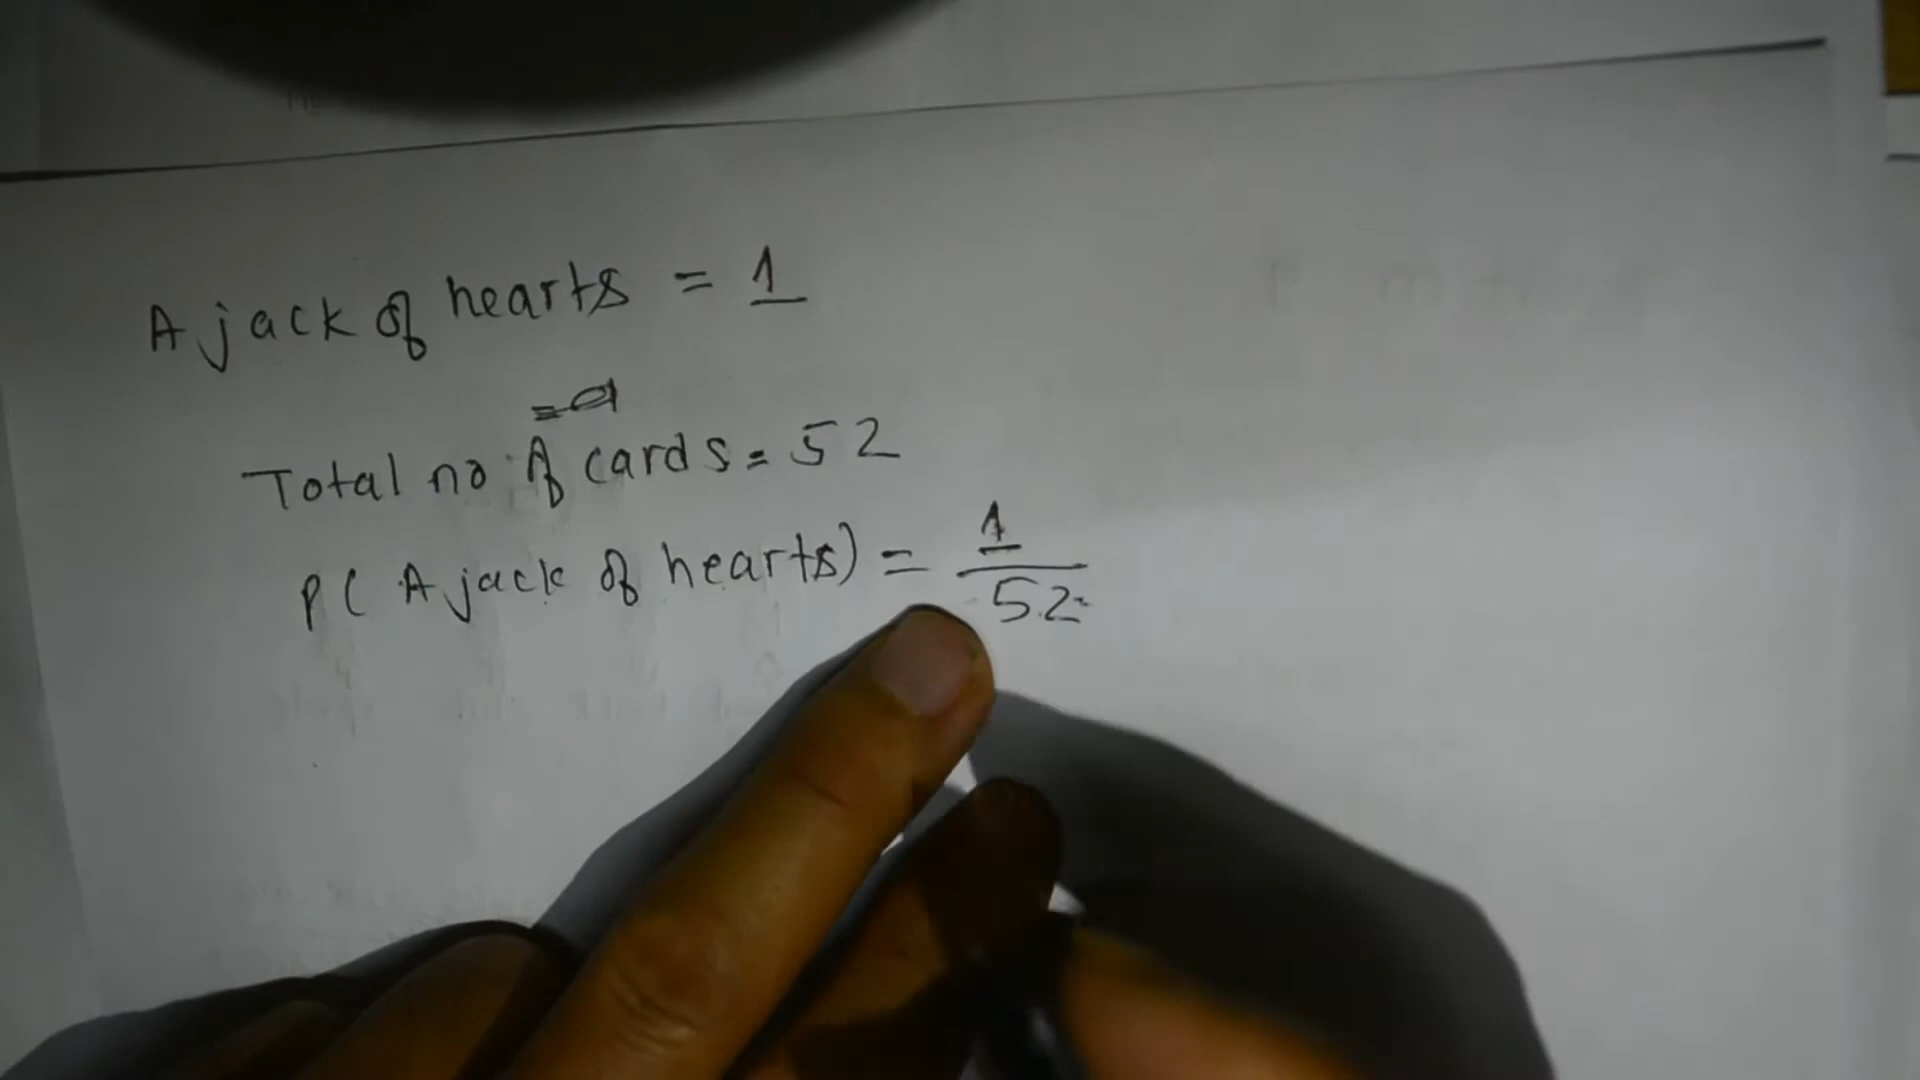 A jack of hearts = 1
Total no of cards = 52
P( A jack of hearts) = 1/52